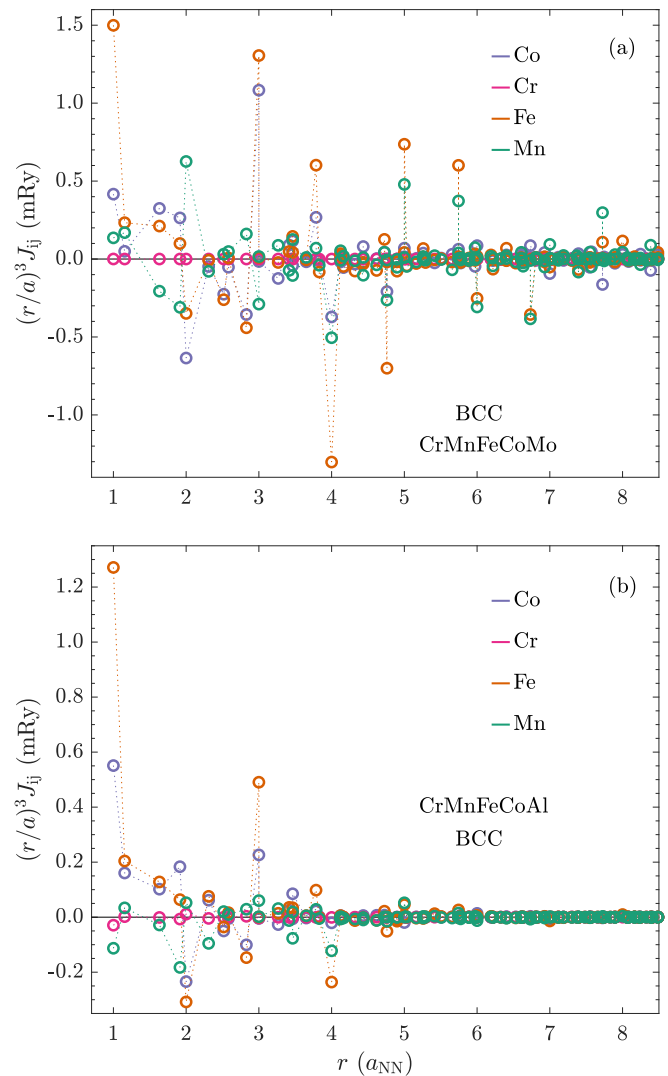 (a)
Co
Cr
Fe
Mn
1.5
1.0
0.5
0.0
-0.5
-1.0
(r/a)³ J_ij (mRy)
BCC
CrMnFeCoMo
1 2 3 4 5 6 7 8
(b)
Co
Cr
Fe
Mn
1.2
1.0
0.8
0.6
0.4
0.2
0.0
-0.2
(r/a)³ J_ij (mRy)
CrMnFeCoAl
BCC
1 2 3 4 5 6 7 8
r (a_NN)